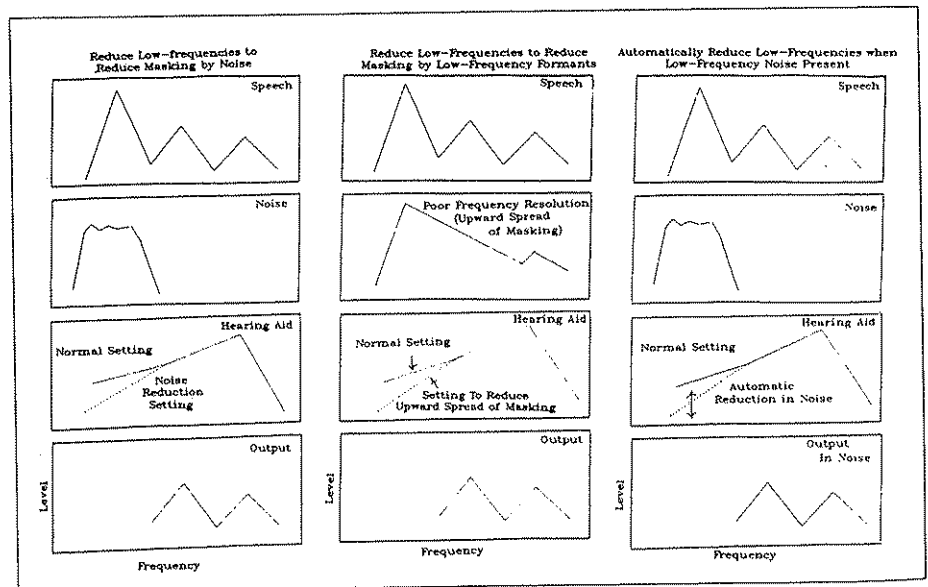 Reduce Low-frequencies to
Reduce Masking by Noise
Speech
Noise
Hearing Aid
Normal Setting
Noise
Reduction
Setting
Output
Level
Frequency
Reduce Low-Frequencies to Reduce
Masking by Low-Frequency Formants
Speech
Poor Frequency Resolution
(Upward Spread
of Masking)
Hearing Aid
Normal Setting
Setting To Reduce
Upward Spread of Masking
Output
Level
Frequency
Automatically Reduce Low-Frequencies when
Low-Frequency Noise Present
Speech
Noise
Hearing Aid
Normal Setting
Automatic
Reduction in Noise
Output
In Noise
Level
Frequency